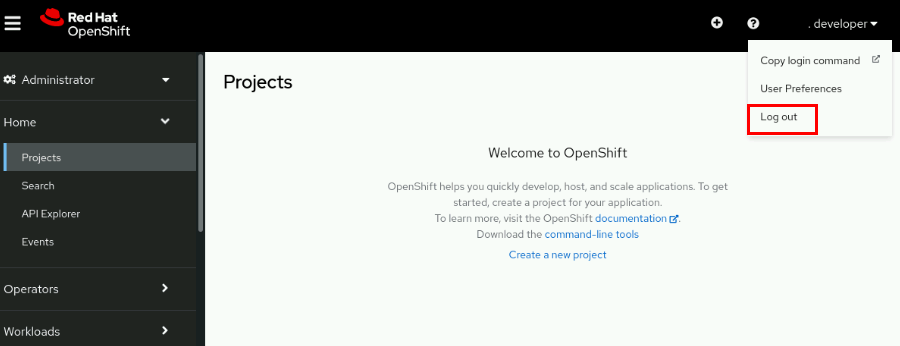 Red Hat
OpenShift
. developer
Copy login command
User Preferences
Log out
Administrator
Home
Projects
Search
API Explorer
Events
Operators
Workloads
Projects
Welcome to OpenShift
OpenShift helps you quickly develop, host, and scale applications. To get
started, create a project for your application.
To learn more, visit the OpenShift documentation.
Download the command-line tools
Create a new project